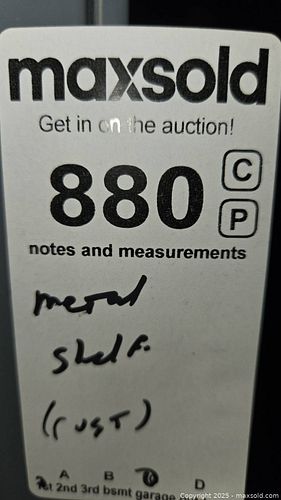 maxsold
Get in on the auction!
880
C
P
notes and measurements
metal
shelf.
(rust)
A B D
1st 2nd 3rd bsmt garage
Copyright © 2025 - maxsold.com